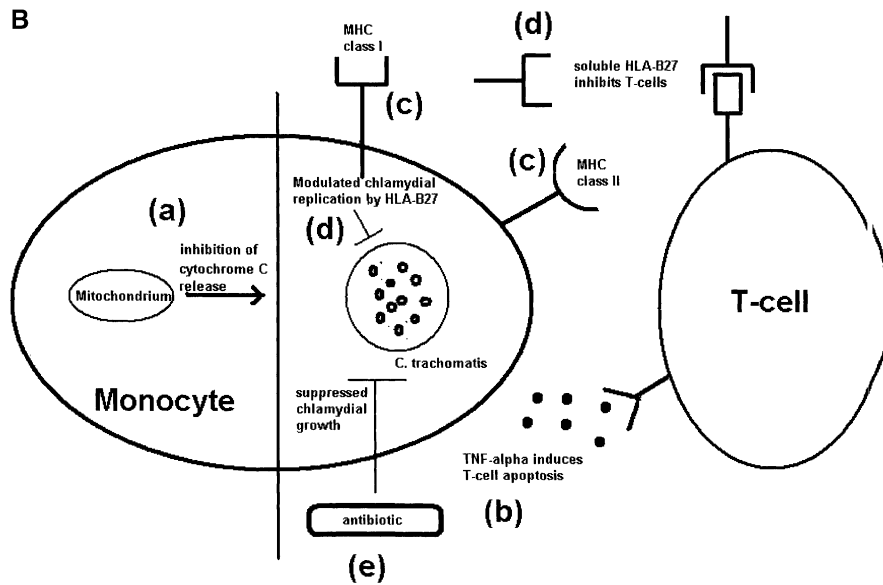 B
MHC
class I
(c)
(d)
soluble HLA-B27
inhibits T-cells
(c)
MHC
class II
Modulated chlamydial
replication by HLA-B27
(d)
(a)
inhibition of
cytochrome C
release
Mitochondrium
C. trachomatis
Monocyte
suppressed
chlamydial
growth
T-cell
TNF-alpha induces
T-cell apoptosis
(b)
antibiotic
(e)